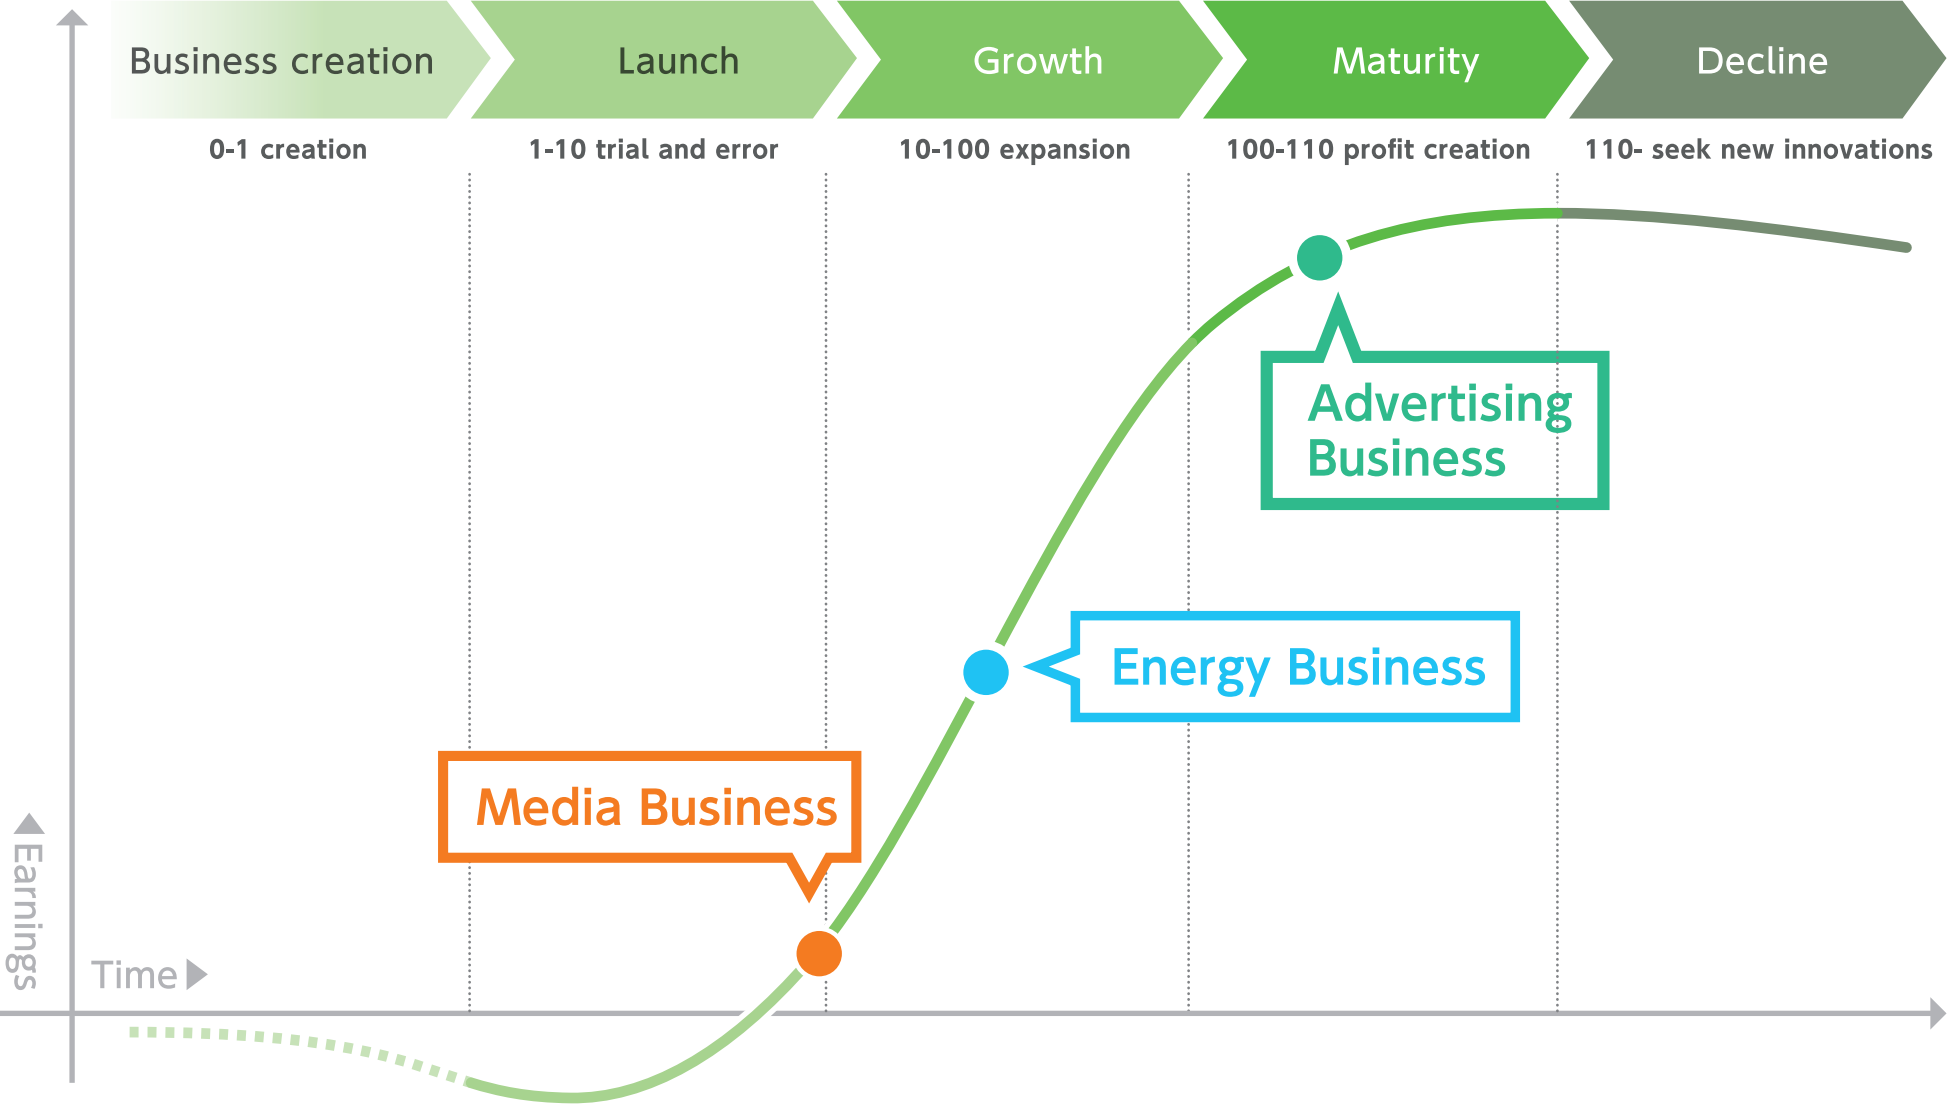 Business creation
Launch
Growth
Maturity
Decline
0-1 creation
1-10 trial and error
10-100 expansion
100-110 profit creation
110- seek new innovations
Advertising
Business
Energy Business
Media Business
Earnings
Time